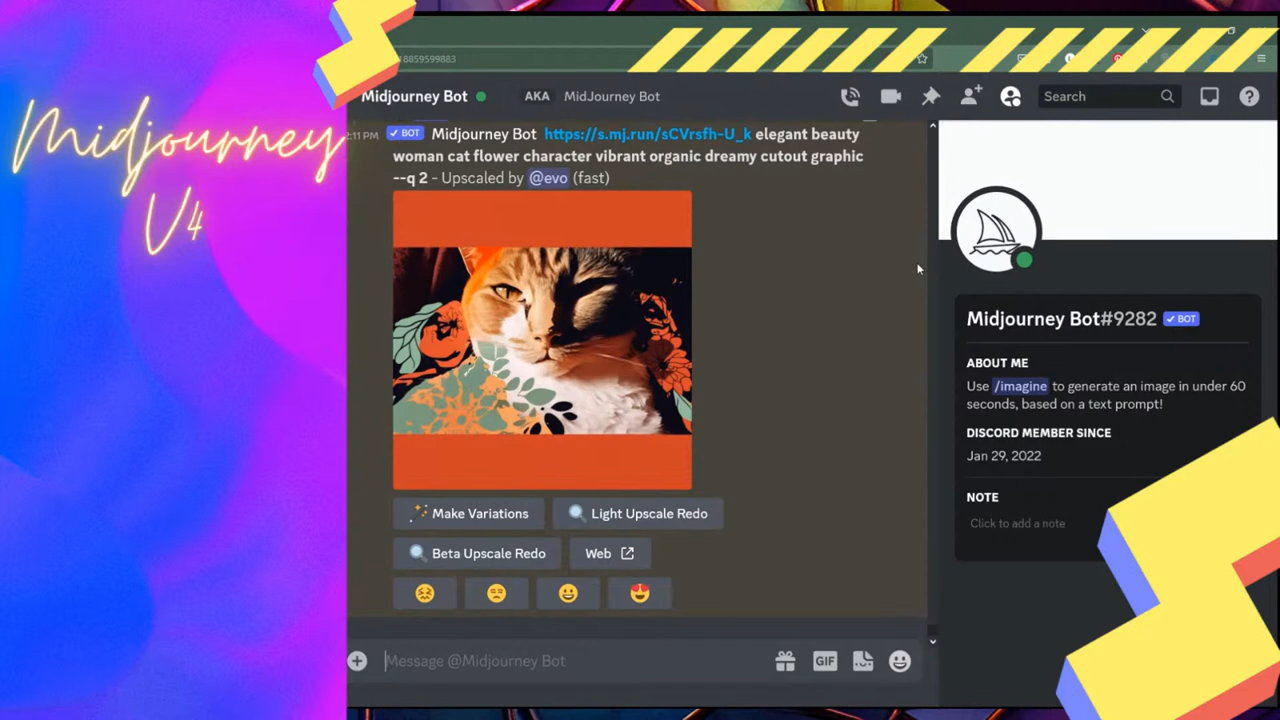 Midjourney
V4
8859599883
Midjourney Bot AKA MidJourney Bot
Search
:11 PM BOT Midjourney Bot https://s.mj.run/sCVrsfh-U_k elegant beauty
woman cat flower character vibrant organic dreamy cutout graphic
--q 2 - Upscaled by @evo (fast)
Make Variations
Light Upscale Redo
Beta Upscale Redo
Web
Message @Midjourney Bot
GIF
Midjourney Bot#9282 BOT
ABOUT ME
Use /imagine to generate an image in under 60
seconds, based on a text prompt!
DISCORD MEMBER SINCE
Jan 29, 2022
NOTE
Click to add a note